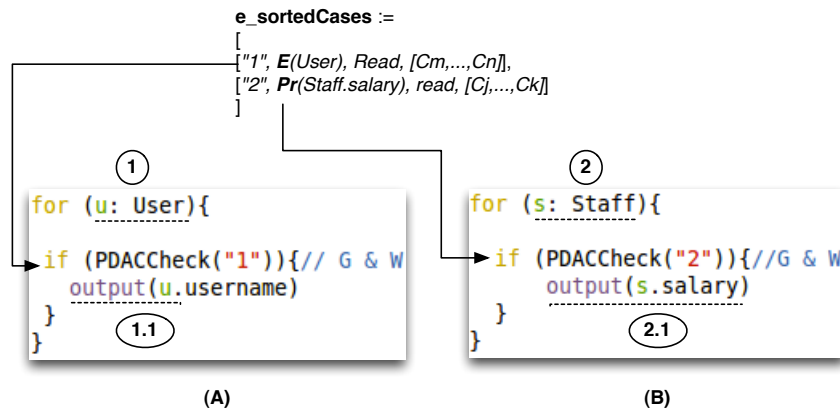 e_sortedCases :=
[
["1", E(User), Read, [Cm,...,Cn]],
["2", Pr(Staff.salary), read, [Cj,...,Ck]]
]
1
for (u: User){
if (PDACCheck("1")){// G & W
output(u.username)
}
1.1
}
(A)
2
for (s: Staff){
if (PDACCheck("2")){//G & W
output(s.salary)
}
2.1
}
(B)